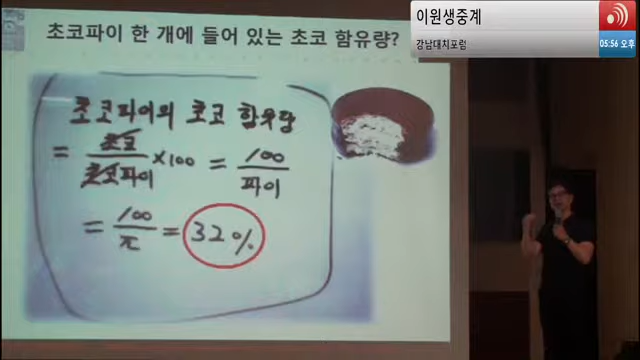 이원생중계
강남대치포럼
05:56 오후
초코파이 한 개에 들어 있는 초코 함유량?
초코파이의 초코 함유량
= 초코/초코파이 ×100 = 100/파이
= 100/π = 32%